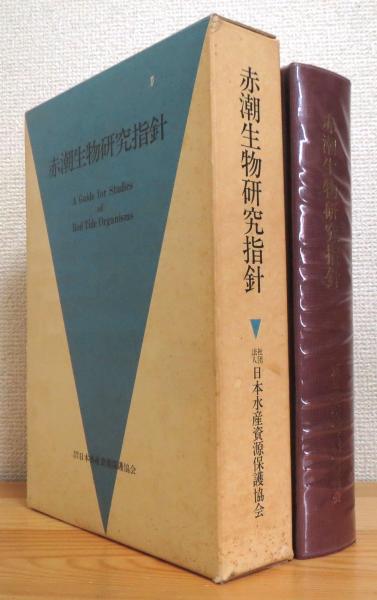 赤潮生物研究指針
A Guide for Studies
of
Red Tide Organisms
社団法人日本水産資源保護協会
赤潮生物研究指針
社団法人 日本水産資源保護協会
赤潮生物研究指針